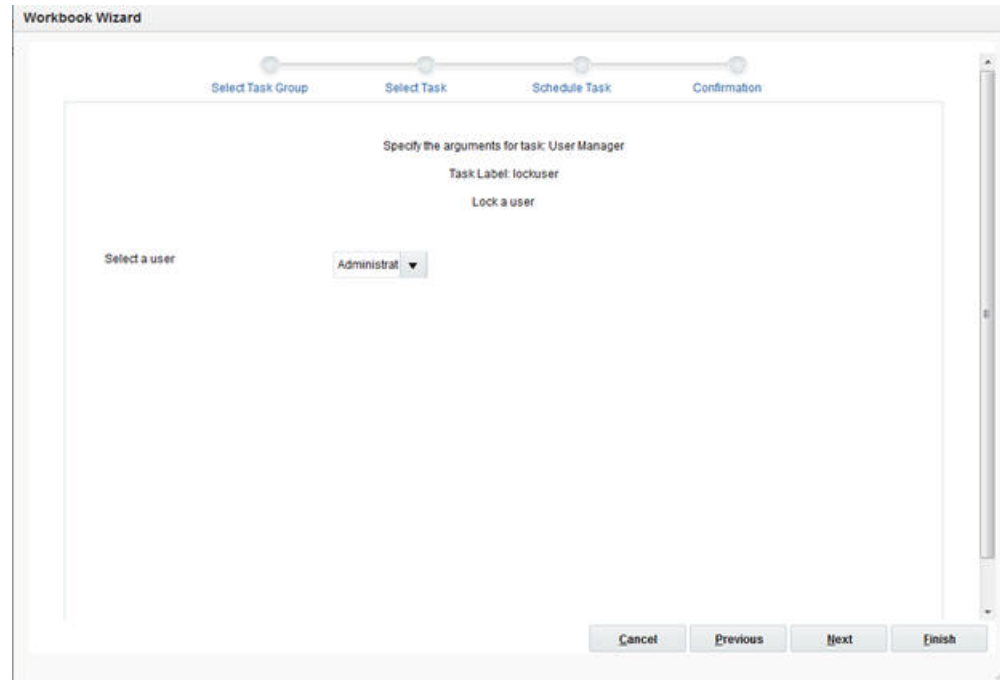 Workbook Wizard
Select Task Group Select Task Schedule Task Confirmation
Specify the arguments for task: User Manager
Task Label: lockuser
Lock a user
Select a user Administrat
Cancel Previous Next Finish